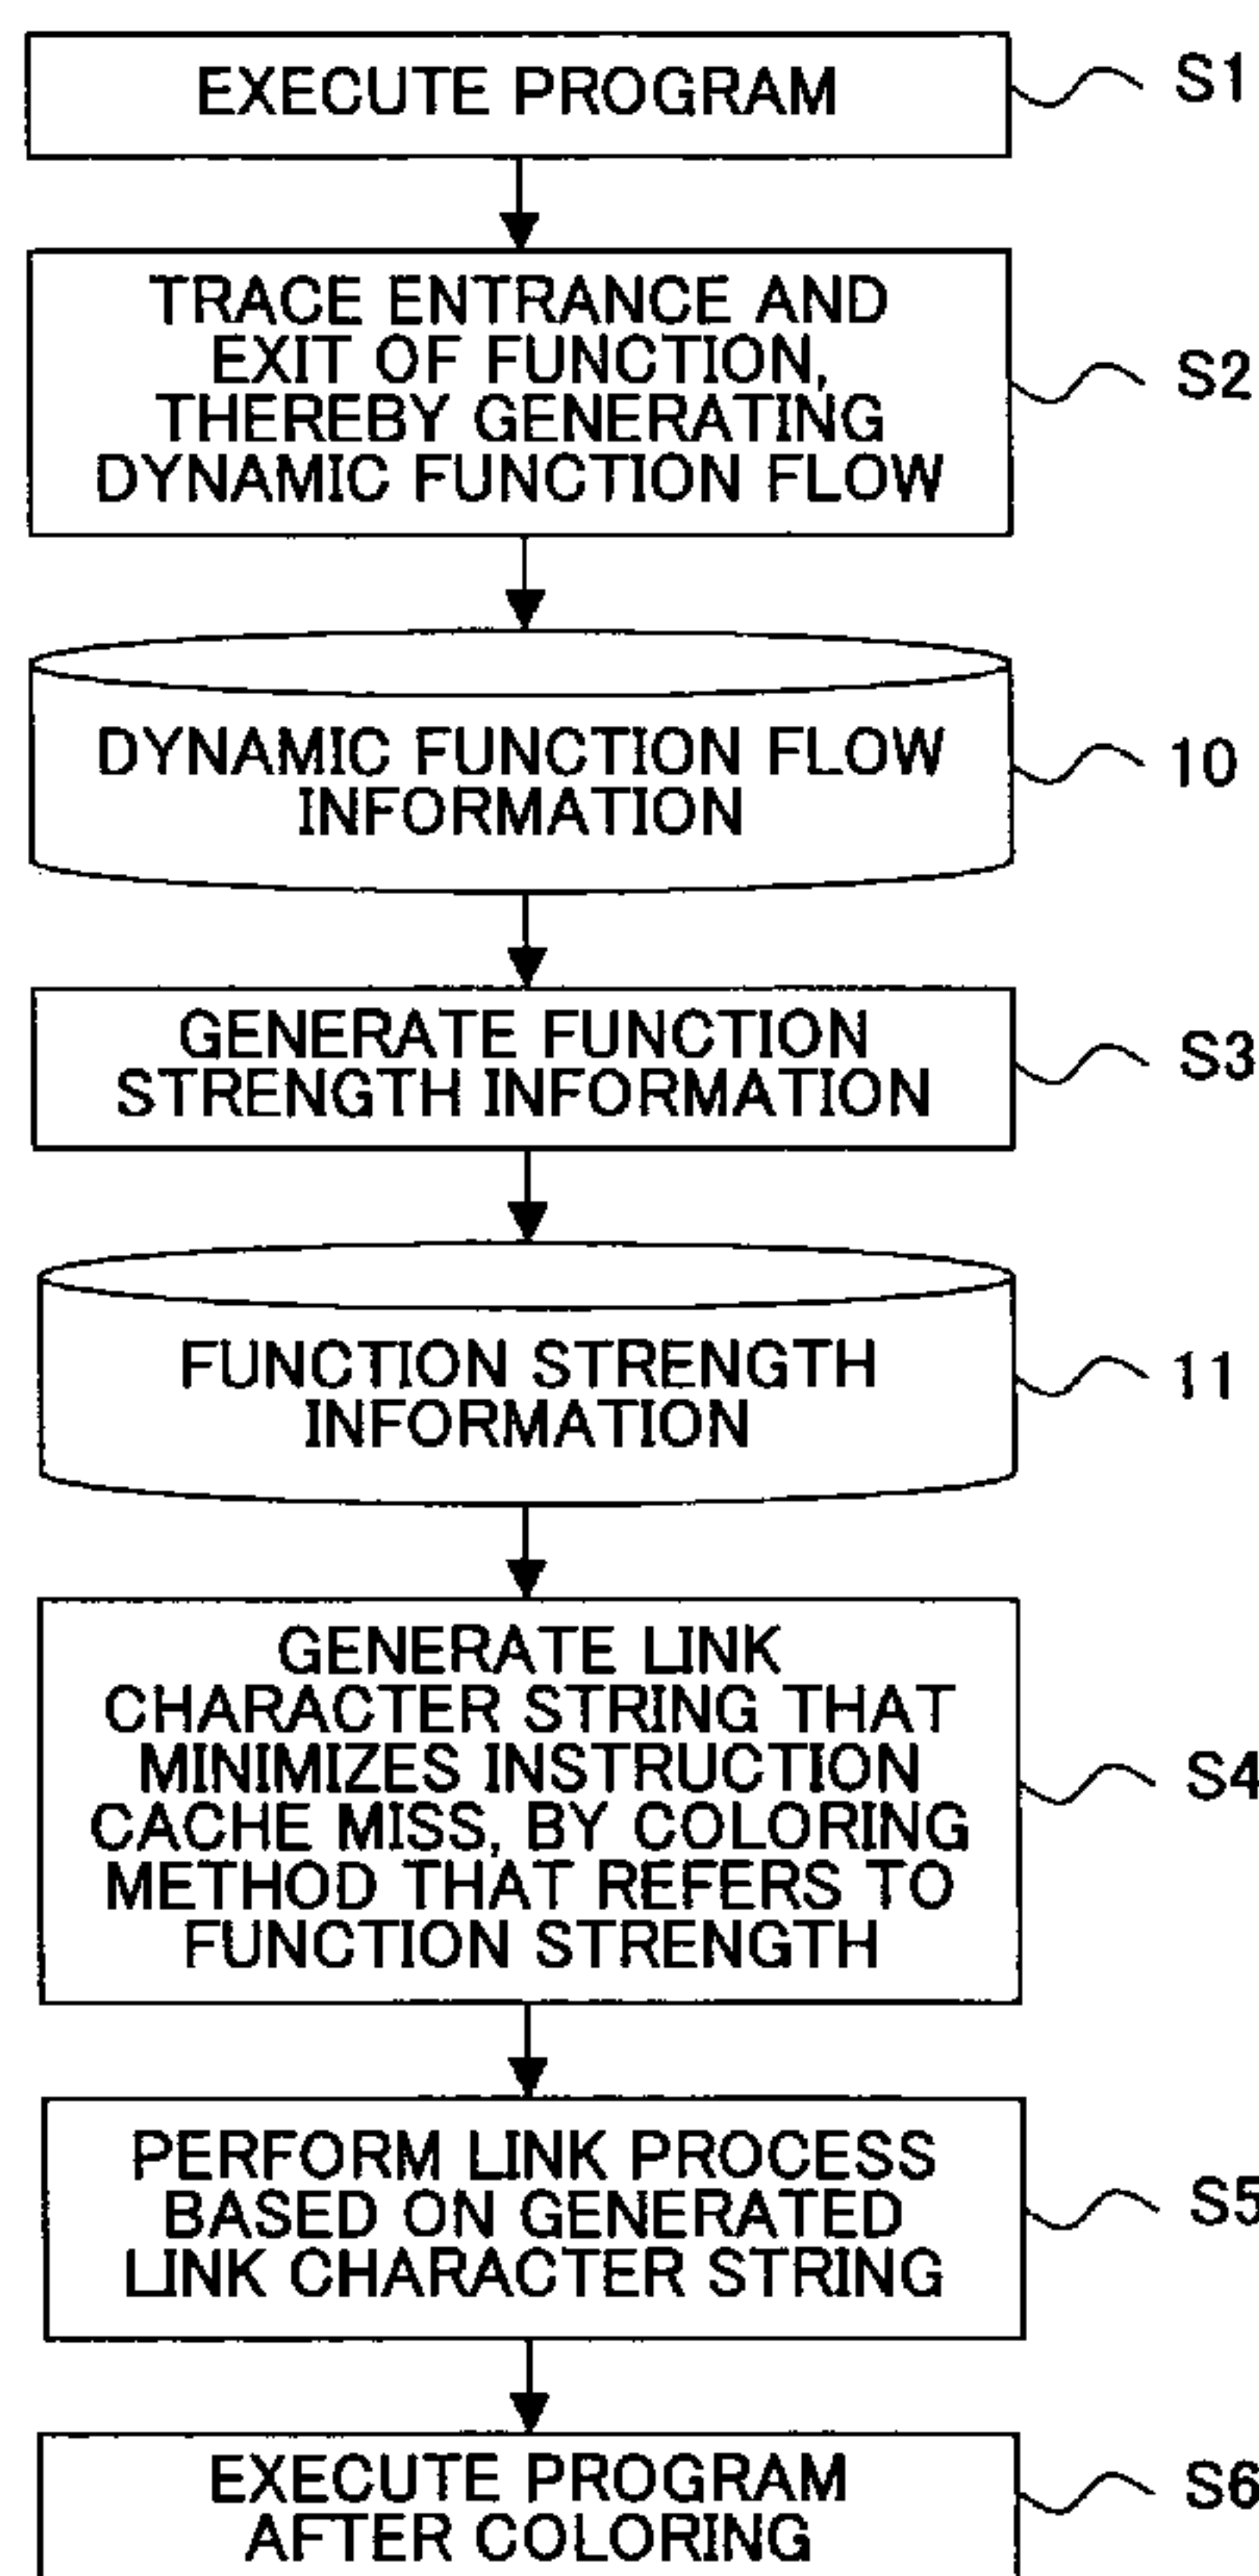 EXECUTE PROGRAM
S1
TRACE ENTRANCE AND
EXIT OF FUNCTION,
THEREBY GENERATING
DYNAMIC FUNCTION FLOW
S2
DYNAMIC FUNCTION FLOW
INFORMATION
10
GENERATE FUNCTION
STRENGTH INFORMATION
S3
FUNCTION STRENGTH
INFORMATION
11
GENERATE LINK
CHARACTER STRING THAT
MINIMIZES INSTRUCTION
CACHE MISS, BY COLORING
METHOD THAT REFERS TO
FUNCTION STRENGTH
S4
PERFORM LINK PROCESS
BASED ON GENERATED
LINK CHARACTER STRING
S5
EXECUTE PROGRAM
AFTER COLORING
S6